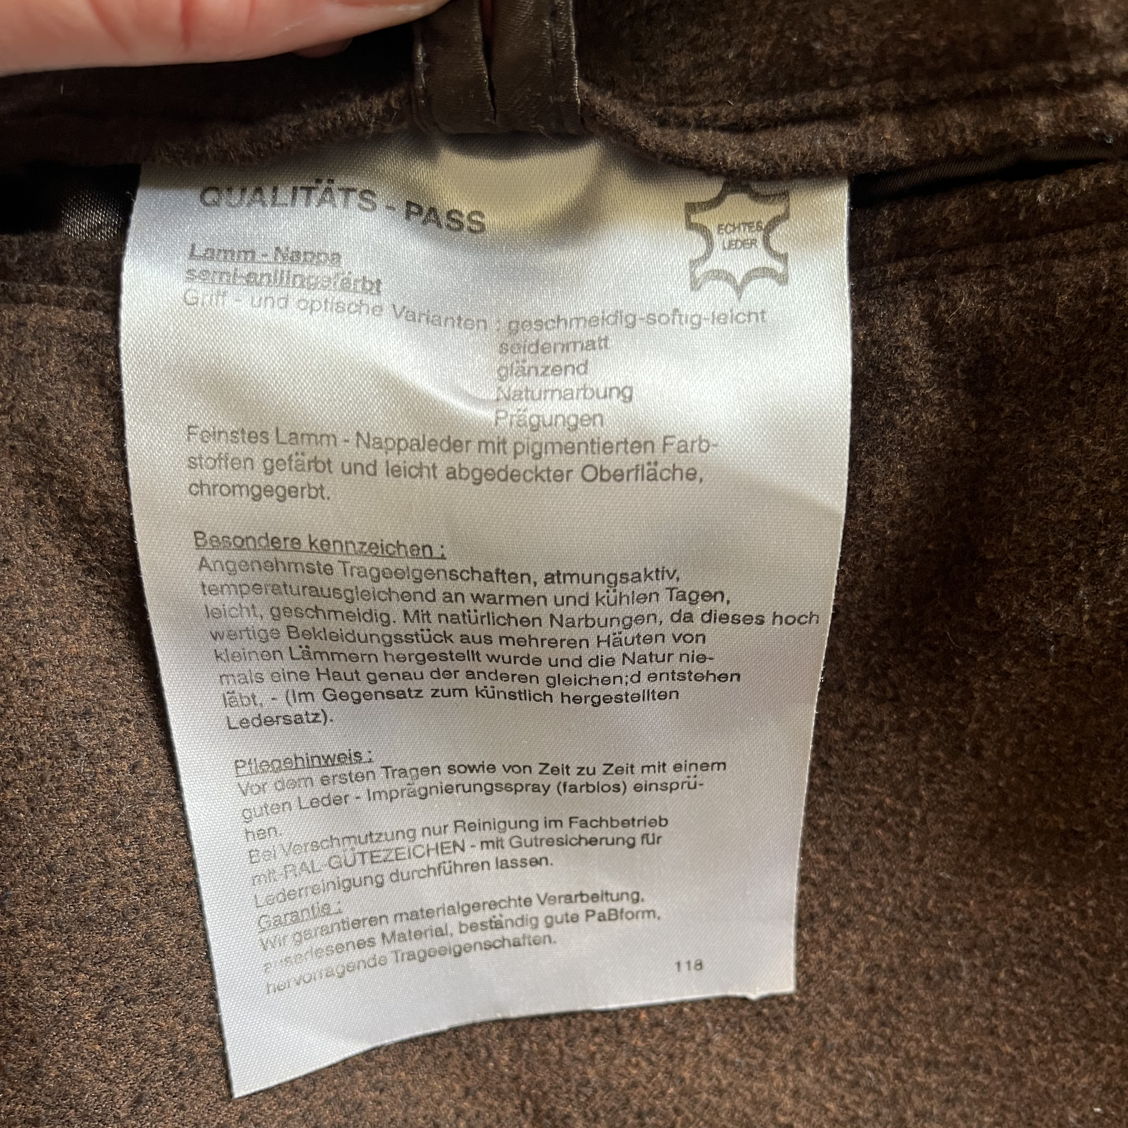 QUALITÄTS - PASS
ECHTES
LEDER
Lamm - Nappa
semi-anilingefärbt
Griff - und optische Varianten : geschmeidig-softig-leicht
seidenmatt
glänzend
Naturnarbung
Prägungen
Feinstes Lamm - Nappaleder mit pigmentierten Farb-
stoffen gefärbt und leicht abgedeckter Oberfläche,
chromgegerbt.
Besondere kennzeichen :
Angenehmste Trageeigenschaften, atmungsaktiv,
temperaturausgleichend an warmen und kühlen Tagen,
leicht, geschmeidig. Mit natürlichen Narbungen, da dieses hoch
wertige Bekleidungsstück aus mehreren Häuten von
kleinen Lämmern hergestellt wurde und die Natur nie-
mals eine Haut genau der anderen gleichen;d entstehen
läbt, - (Im Gegensatz zum künstlich hergestellten
Ledersatz).
Pflegehinweis :
Vor dem ersten Tragen sowie von Zeit zu Zeit mit einem
guten Leder - Imprägnierungsspray (farblos) einsprü-
hen.
Bei Verschmutzung nur Reinigung im Fachbetrieb
mit-RAL-GÜTEZEICHEN - mit Gutresicherung für
Lederreinigung durchführen lassen.
Garantie :
Wir garantieren materialgerechte Verarbeitung,
auserlesenes Material, beständig gute PaBform,
hervorragende Trageeigenschaften.
118